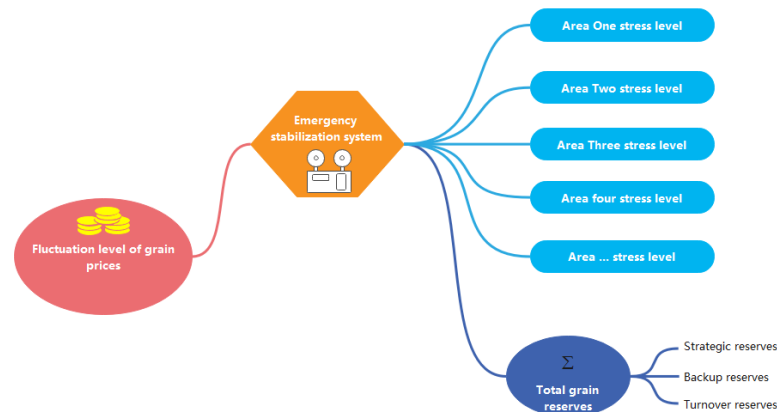 Area One stress level
Area Two stress level
Emergency
stabilization system
Area Three stress level
Area four stress level
Fluctuation level of grain
prices
Area ... stress level
Σ
Total grain
reserves
Strategic reserves
Backup reserves
Turnover reserves